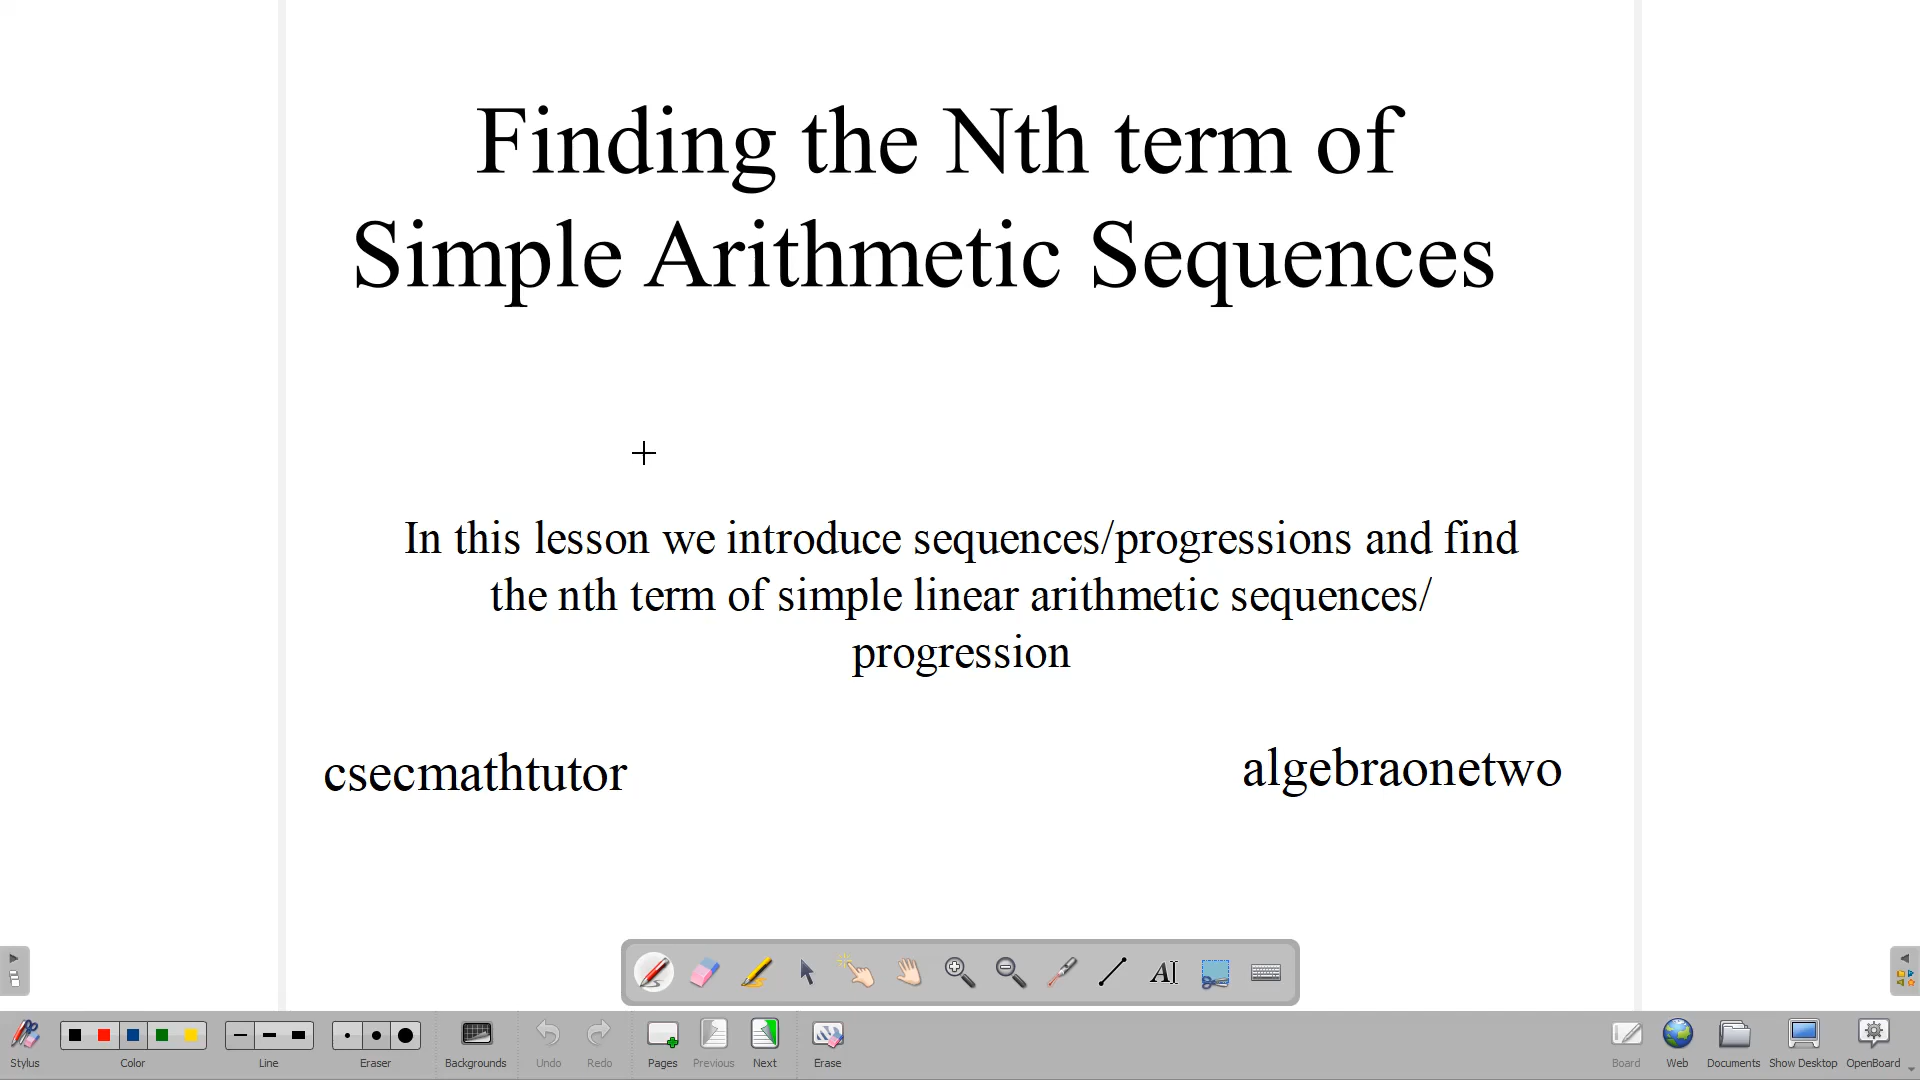 Finding the Nth term of
Simple Arithmetic Sequences
In this lesson we introduce sequences/progressions and find
the nth term of simple linear arithmetic sequences/
progression
csecmathtutor
algebraonetwo
AI
Stylus
Color
Line
Eraser
Backgrounds
Undo
Redo
Pages
Previous
Next
Erase
Board
Web
Documents
Show Desktop
OpenBoard